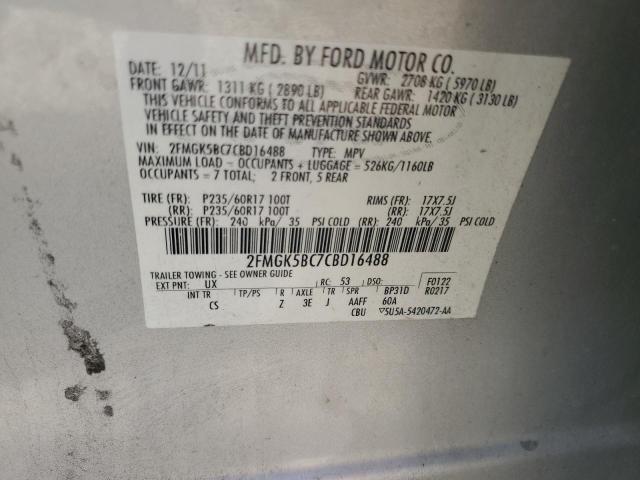 MFD. BY FORD MOTOR CO.
DATE: 12/11 GVWR: 2708 KG ( 5970 LB)
FRONT GAWR: 1311 KG ( 2890 LB) REAR GAWR: 1420 KG ( 3130 LB)
THIS VEHICLE CONFORMS TO ALL APPLICABLE FEDERAL MOTOR
VEHICLE SAFETY AND THEFT PREVENTION STANDARDS
IN EFFECT ON THE DATE OF MANUFACTURE SHOWN ABOVE.
VIN: 2FMGK5BC7CBD16488 TYPE: MPV
MAXIMUM LOAD = OCCUPANTS + LUGGAGE = 526KG/1160LB
OCCUPANTS = 7 TOTAL; 2 FRONT, 5 REAR
TIRE (FR): P235/60R17 100T RIMS (FR): 17X7.5J
(RR): P235/60R17 100T (RR): 17X7.5J
PRESSURE (FR): 240 kPa/ 35 PSI COLD (RR): 240 kPa/ 35 PSI COLD
2FMGK5BC7CBD16488
TRAILER TOWING - SEE OWNER GUIDE
EXT PNT: UX RC: 53 DSO: F0122
INT TR TP/PS R AXLE TR SPR BP31D R0217
CS Z 3E J AAFF 60A
CBU ▽5U5A-5420472-AA